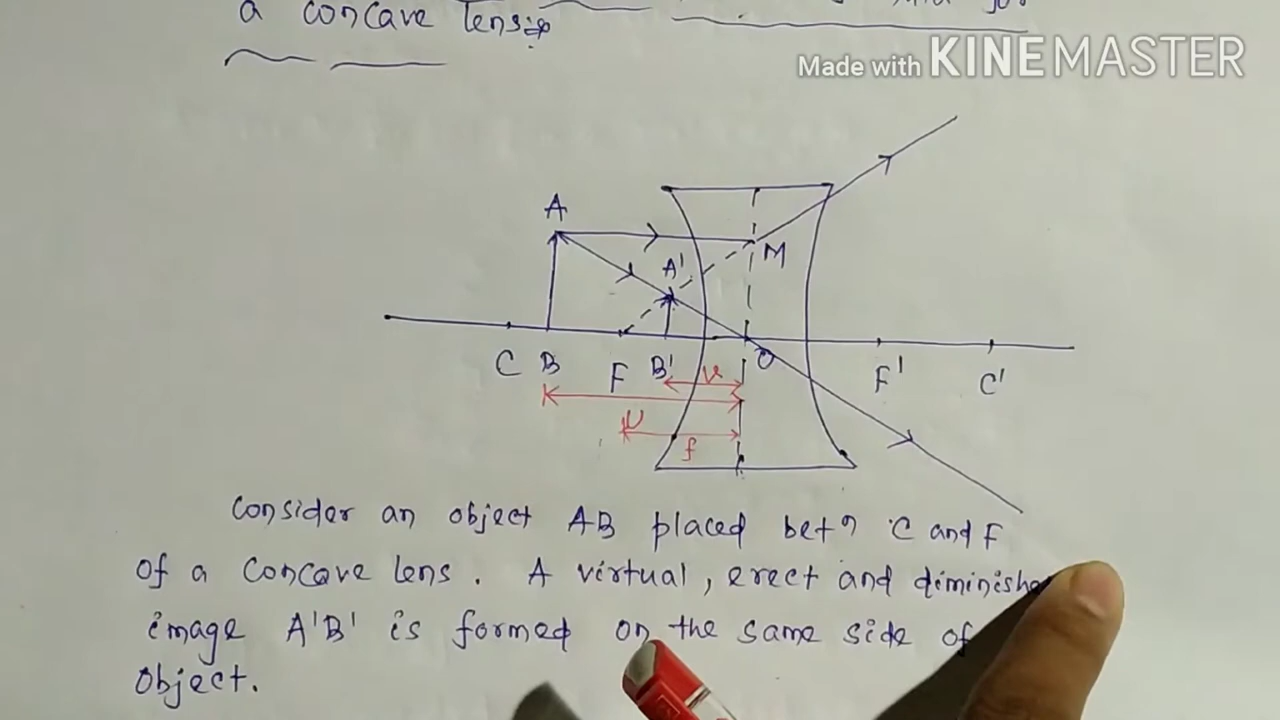 a concave lens:-
Made with KINEMASTER
A
M
A'
C B F B' O F' C'
v
u
f
Consider an object AB placed betn C and F
of a concave lens. A virtual, erect and diminishe
image A'B' is formed on the same side of
object.